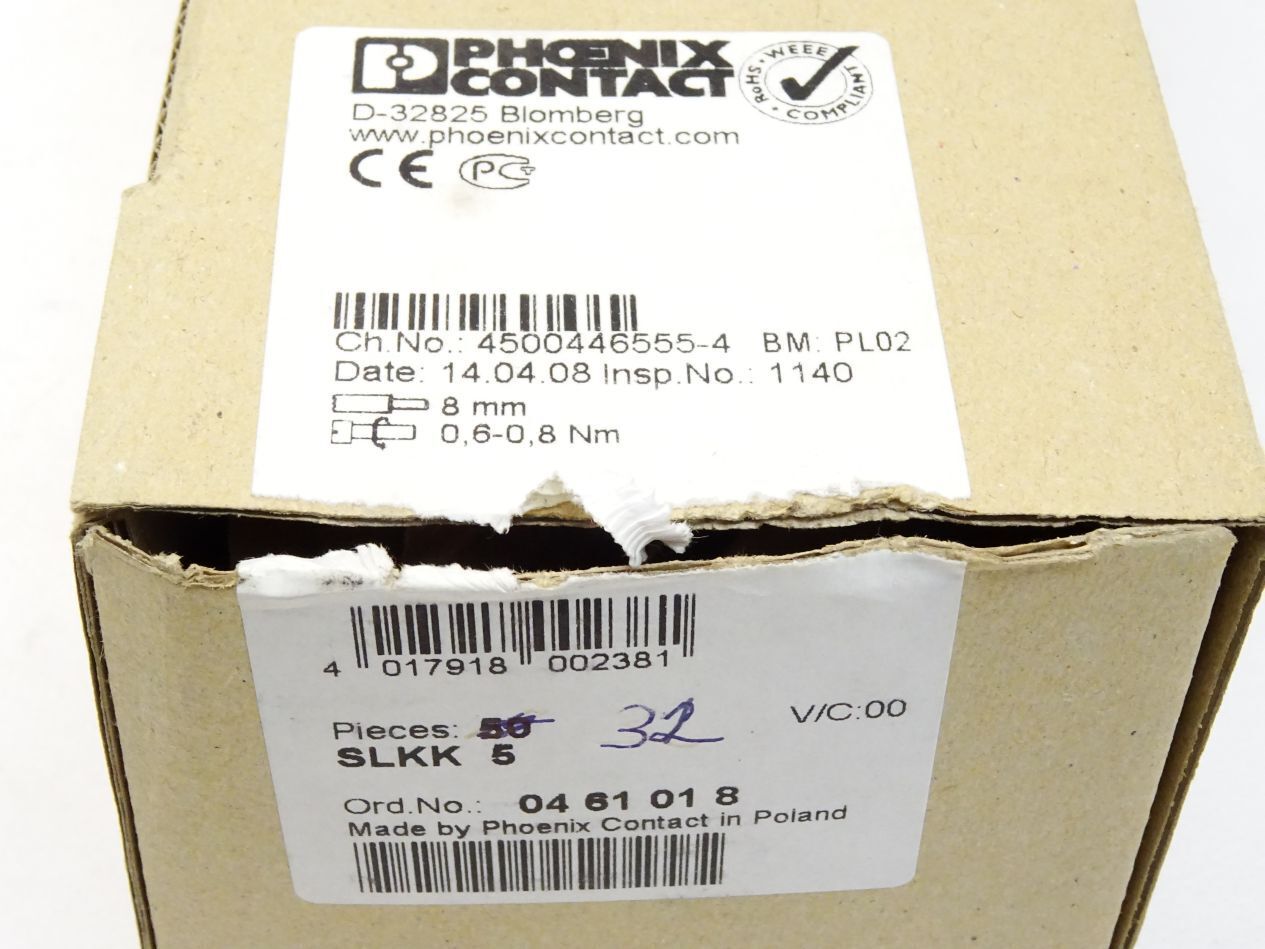 PHOENIX
CONTACT
WEEE RoHS COMPLIANT
D-32825 Blomberg
www.phoenixcontact.com
CE PC+
Ch.No.: 4500446555-4 BM: PL02
Date: 14.04.08 Insp.No.: 1140
8 mm
0,6-0,8 Nm
4 017918 002381
Pieces: 50 32 V/C:00
SLKK 5
Ord.No.: 04 61 01 8
Made by Phoenix Contact in Poland